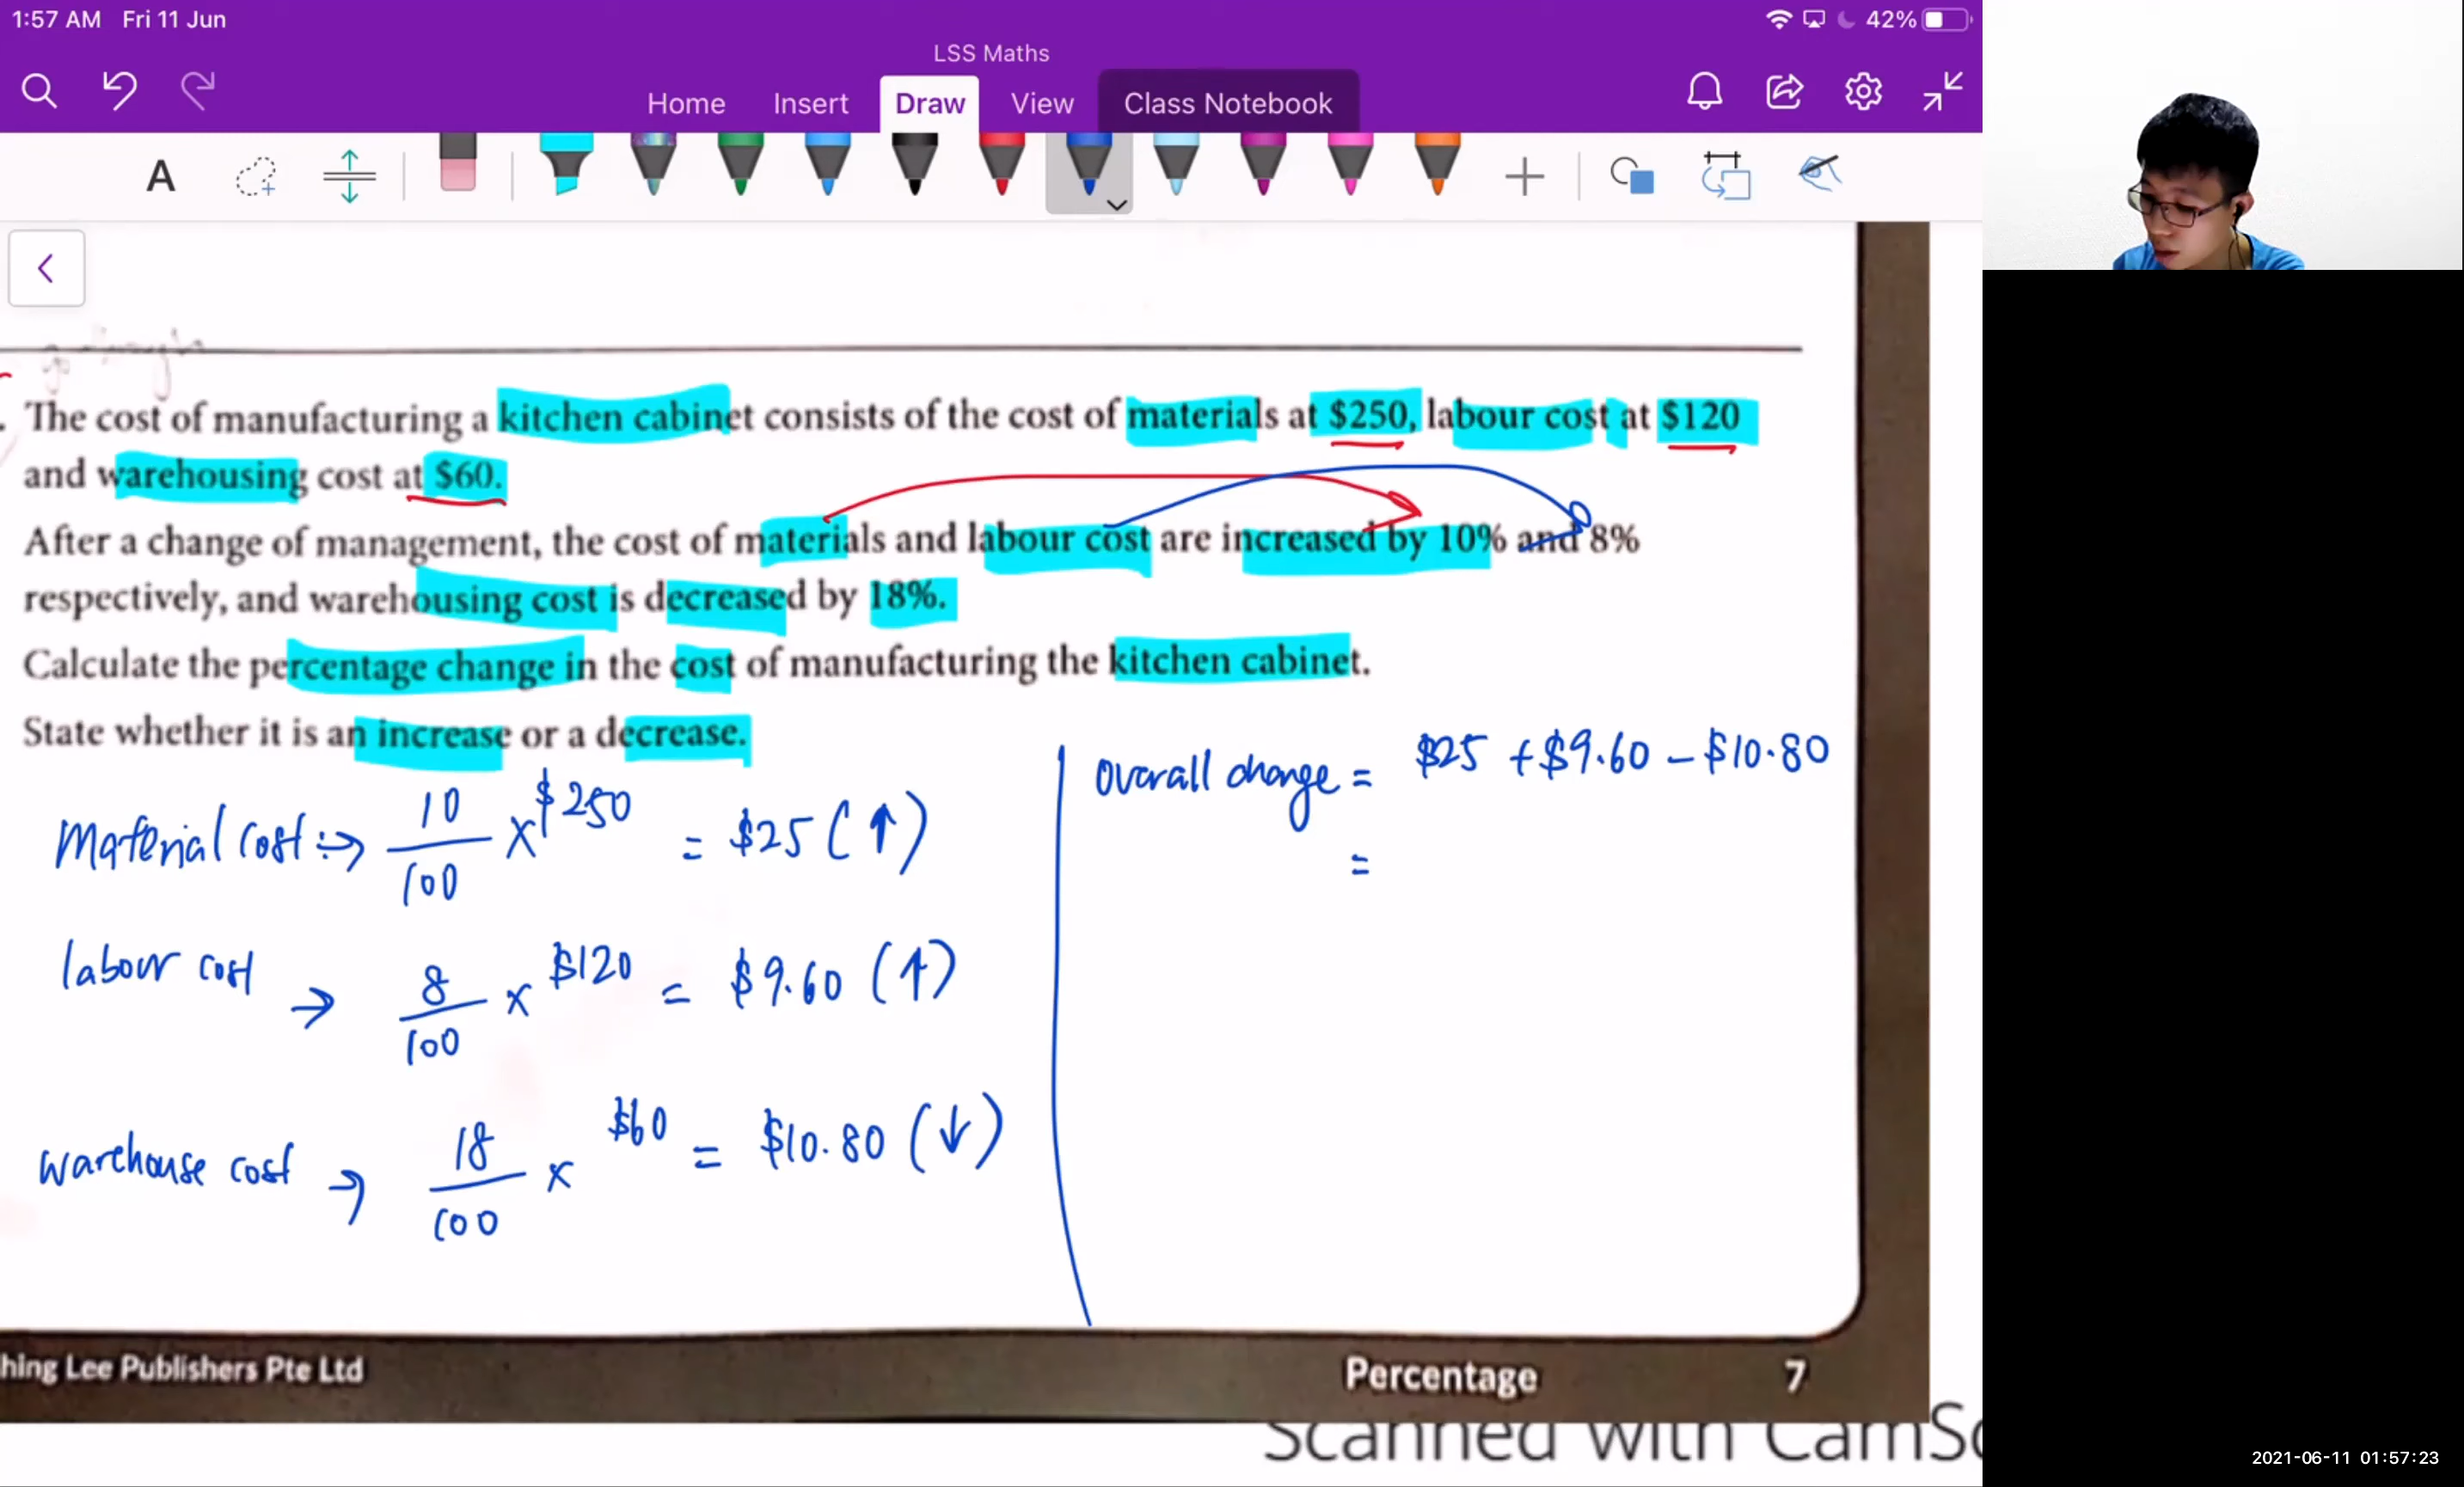 1:57 AM Fri 11 Jun
42%
LSS Maths
Home Insert Draw View Class Notebook
A
The cost of manufacturing a kitchen cabinet consists of the cost of materials at $250, labour cost at $120
and warehousing cost at $60.
After a change of management, the cost of materials and labour cost are increased by 10% and 8%
respectively, and warehousing cost is decreased by 18%.
Calculate the percentage change in the cost of manufacturing the kitchen cabinet.
State whether it is an increase or a decrease.
Material cost :→ 10/100 × $250 = $25 (↑)
labour cost → 8/100 × $120 = $9.60 (↑)
warehouse cost → 18/100 × $60 = $10.80 (↓)
Overall change = $25 + $9.60 - $10.80
=
hing Lee Publishers Pte Ltd
Percentage 7
Scanned with CamSc
2021-06-11 01:57:23